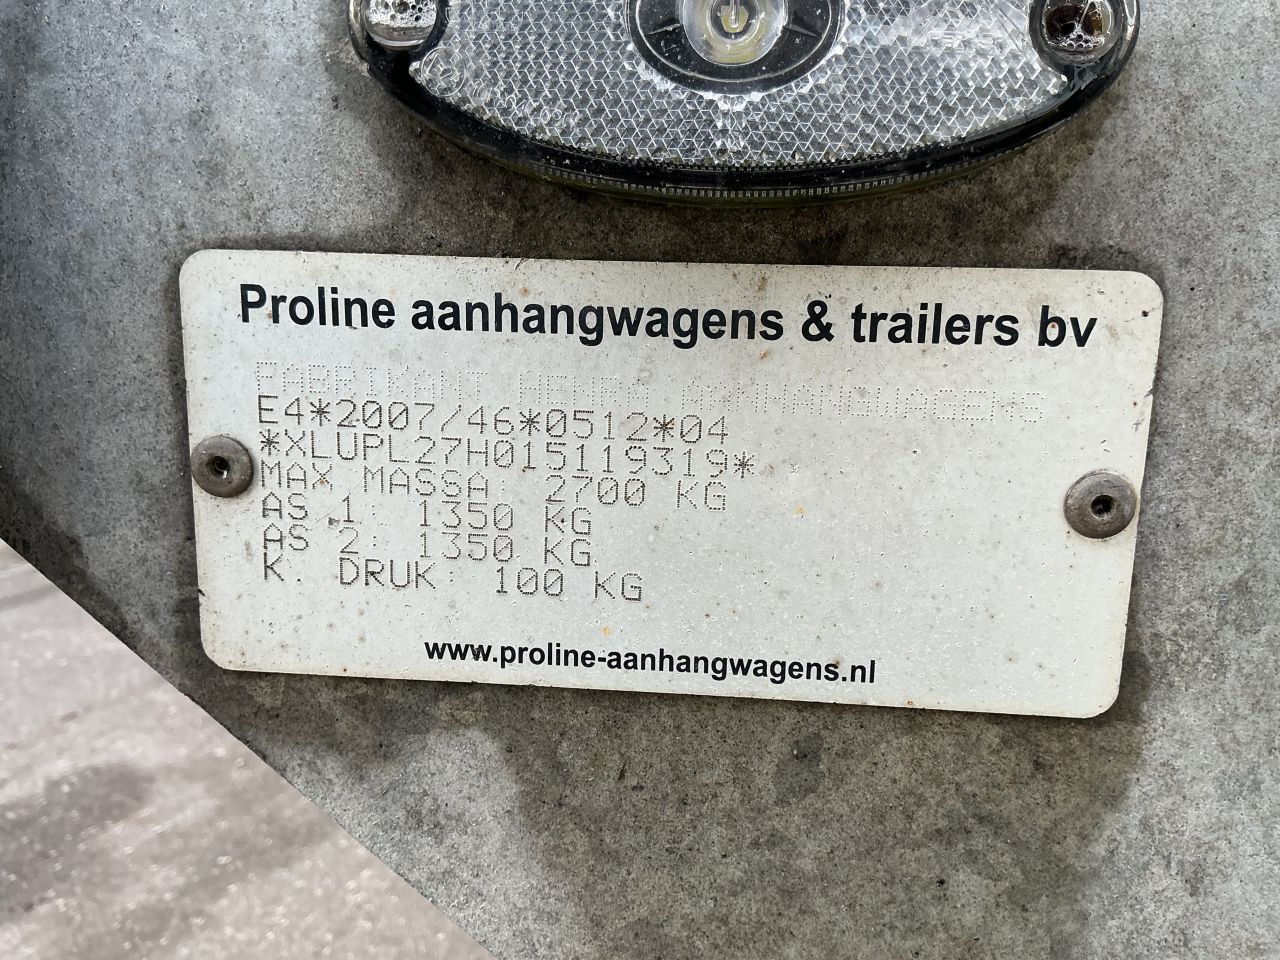 Proline aanhangwagens & trailers bv
FABRIKANT AANHANGWAGENS
E4*2007/46*0512*04
*XLUPL27H015119319*
MAX MASSA: 2700 KG
AS 1: 1350 KG
AS 2: 1350 KG
K. DRUK: 100 KG
www.proline-aanhangwagens.nl